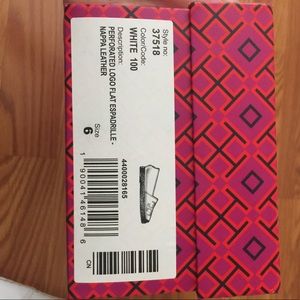 Style no:
37518
Color/Code:
WHITE 100
Description:
PERFORATED LOGO FLAT ESPADRILLE -
NAPPA LEATHER
Size
6
4400028165
1 90041 46148 6
CN